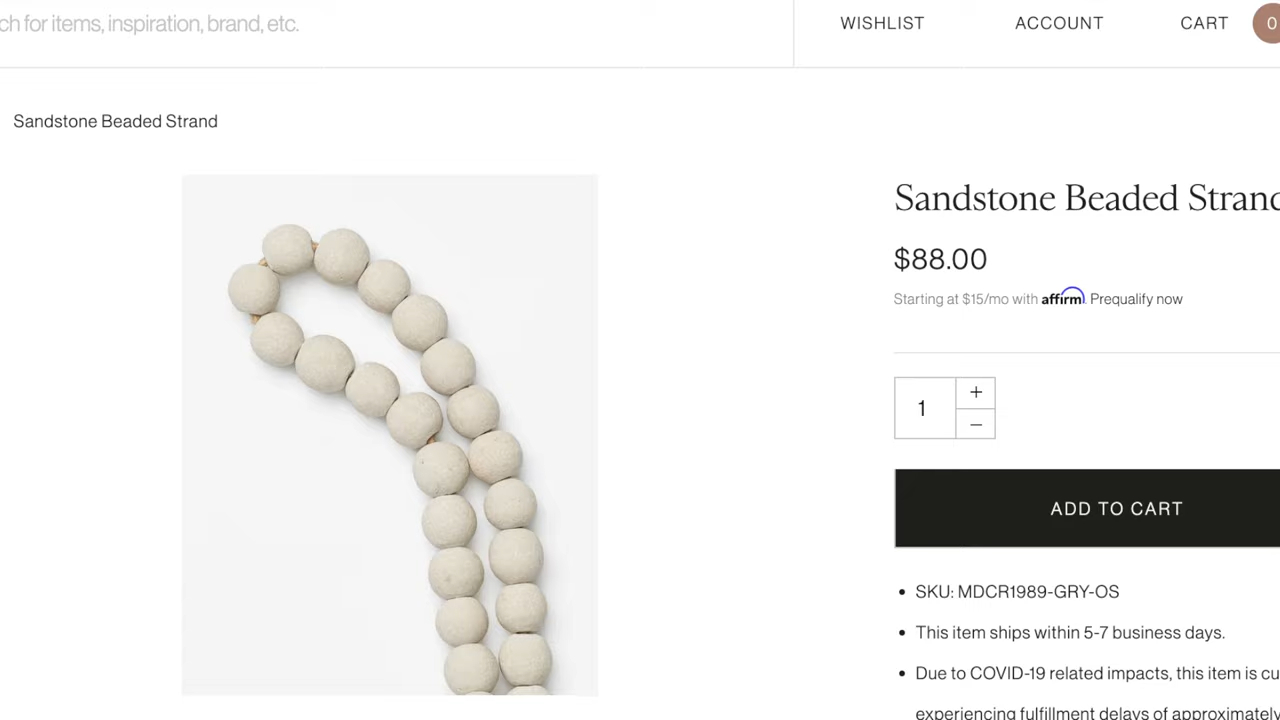 ch for items, inspiration, brand, etc.
WISHLIST
ACCOUNT
CART
0
Sandstone Beaded Strand
Sandstone Beaded Strand
$88.00
Starting at $15/mo with affirm. Prequalify now
1
+
−
ADD TO CART
• SKU: MDCR1989-GRY-OS
• This item ships within 5-7 business days.
• Due to COVID-19 related impacts, this item is cu
experiencing fulfillment delays of approximately